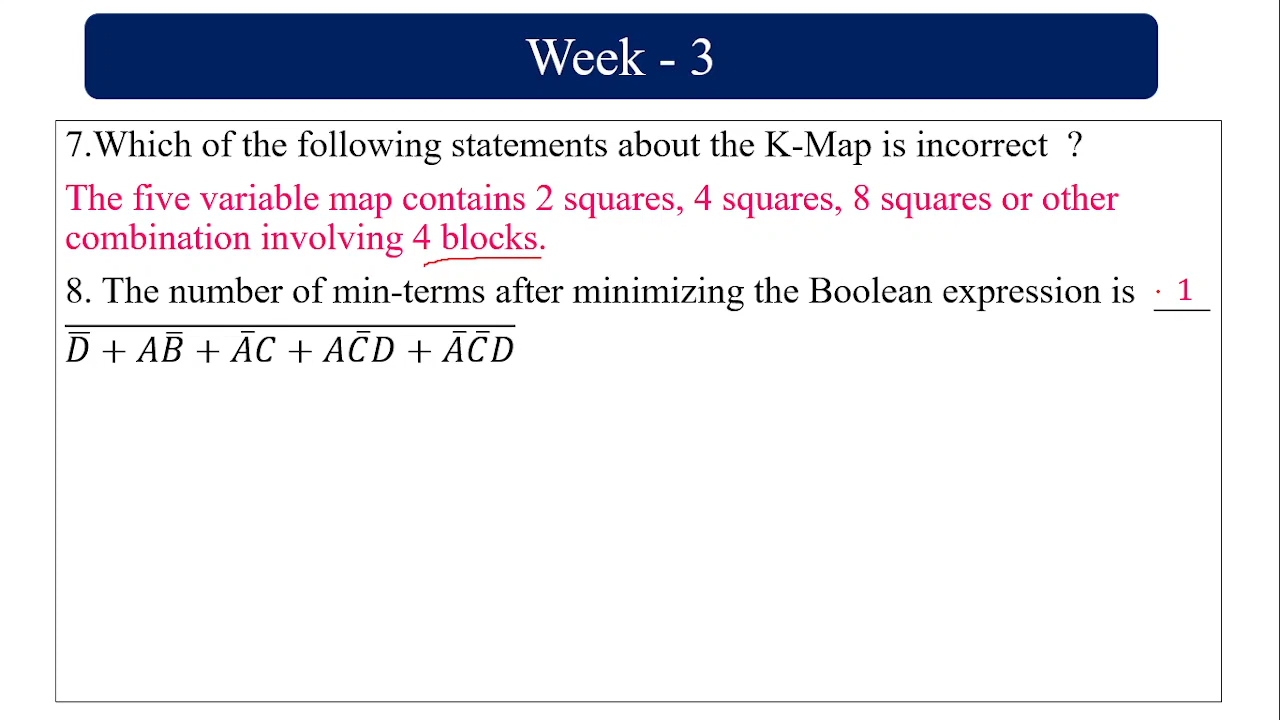 Week - 3
7.Which of the following statements about the K-Map is incorrect ?
The five variable map contains 2 squares, 4 squares, 8 squares or other
combination involving 4 blocks.
8. The number of min-terms after minimizing the Boolean expression is 1
\overline{D̅ + AB̅ + A̅C + AC̅D + A̅C̅D}